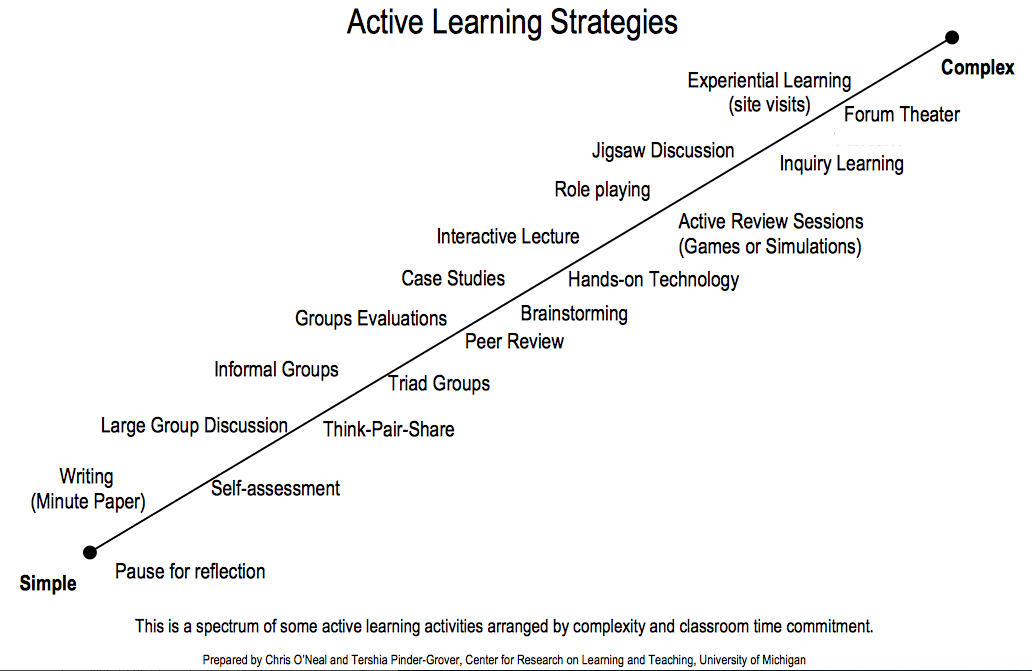 Active Learning Strategies
Complex
Experiential Learning
(site visits)
Forum Theater
Jigsaw Discussion
Inquiry Learning
Role playing
Active Review Sessions
(Games or Simulations)
Interactive Lecture
Case Studies
Hands-on Technology
Groups Evaluations
Brainstorming
Peer Review
Informal Groups
Triad Groups
Large Group Discussion
Think-Pair-Share
Writing
(Minute Paper)
Self-assessment
Pause for reflection
Simple
This is a spectrum of some active learning activities arranged by complexity and classroom time commitment.
Prepared by Chris O'Neal and Tershia Pinder-Grover, Center for Research on Learning and Teaching, University of Michigan